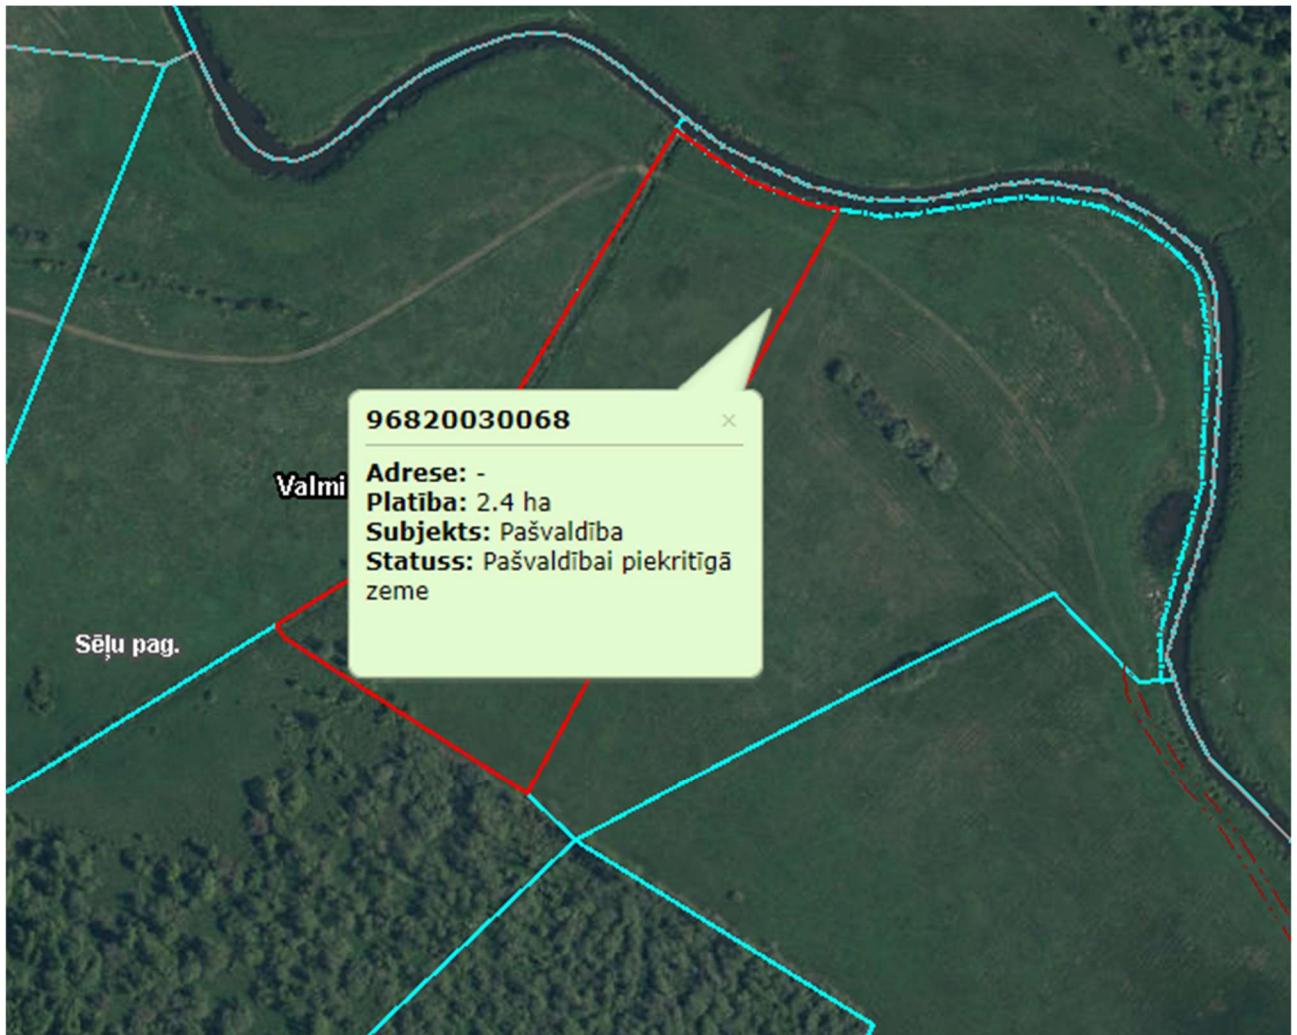 96820030068 ×
Adrese: -
Platība: 2.4 ha
Valmi
Subjekts: Pašvaldība
Statuss: Pašvaldībai piekritīgā
zeme
Sēļu pag.